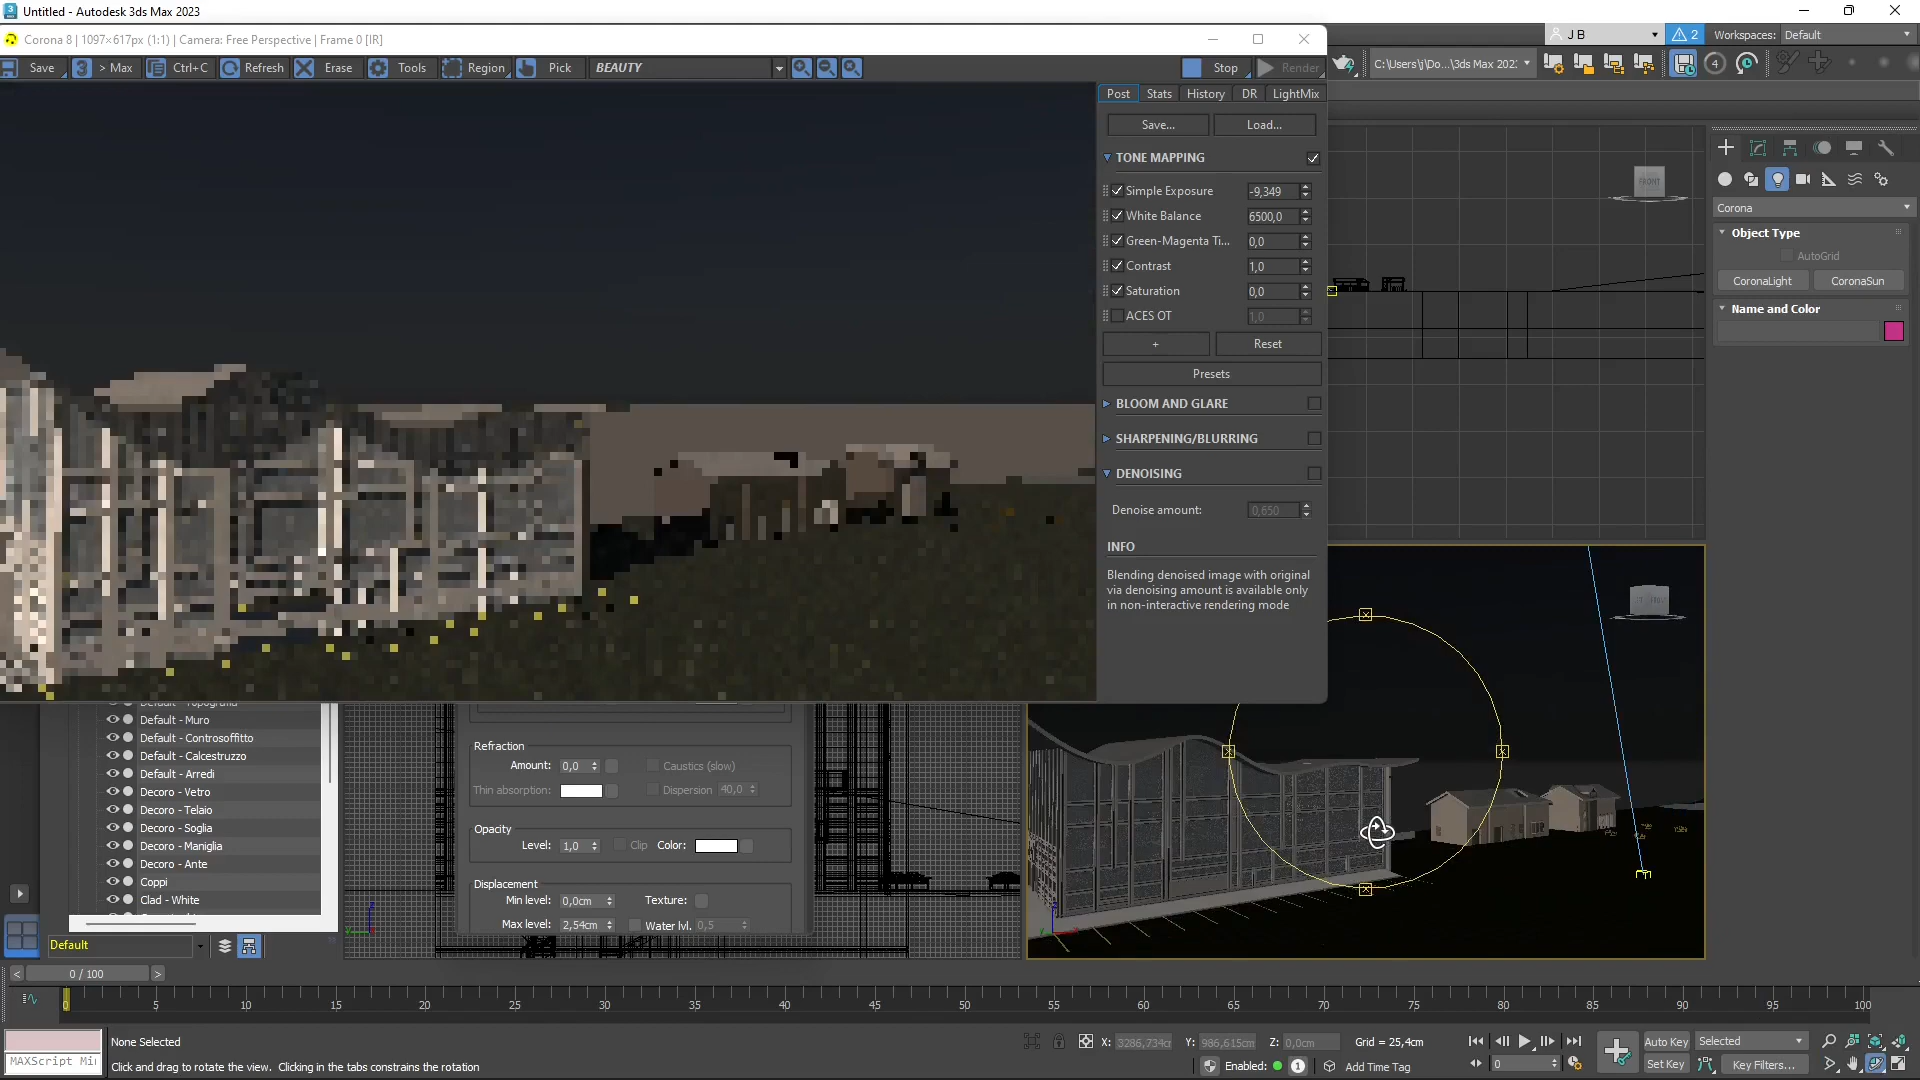 Untitled - Autodesk 3ds Max 2023
Corona 8 | 1097×617px (1:1) | Camera: Free Perspective | Frame 0 [IR]
J B
2
Workspaces: Default
Save
3 > Max
Ctrl+C
Refresh
Erase
Tools
Region
Pick
BEAUTY
Stop
Render
C:\Users\j\Do...\3ds Max 202:
4
Post
Stats
History
DR
LightMix
Save...
Load...
TONE MAPPING
Simple Exposure -9,349
White Balance 6500,0
Green-Magenta Ti... 0,0
Contrast 1,0
Saturation 0,0
ACES OT 1,0
+
Reset
Presets
BLOOM AND GLARE
SHARPENING/BLURRING
DENOISING
Denoise amount: 0,650
INFO
Blending denoised image with original
via denoising amount is available only
in non-interactive rendering mode
FRONT
Corona
Object Type
AutoGrid
CoronaLight
CoronaSun
Name and Color
Default - Topografia
Default - Muro
Default - Controsoffitto
Default - Calcestruzzo
Default - Arredi
Decoro - Vetro
Decoro - Telaio
Decoro - Soglia
Decoro - Maniglia
Decoro - Ante
Coppi
Clad - White
Default
Refraction
Amount: 0,0
Caustics (slow)
Thin absorption:
Dispersion 40,0
Opacity
Level: 1,0
Clip
Color:
Displacement
Min level: 0,0cm
Texture:
Max level: 2,54cm
Water lvl. 0,5
< 0 / 100 >
0 5 10 15 20 25 30 35 40 45 50 55 60 65 70 75 80 85 90 95 100
None Selected
MAXScript Mi
Click and drag to rotate the view. Clicking in the tabs constrains the rotation
X: 3286,734c
Y: 986,615cm
Z: 0,0cm
Grid = 25,4cm
Enabled:
1
Add Time Tag
0
Auto Key
Selected
Set Key
Key Filters...